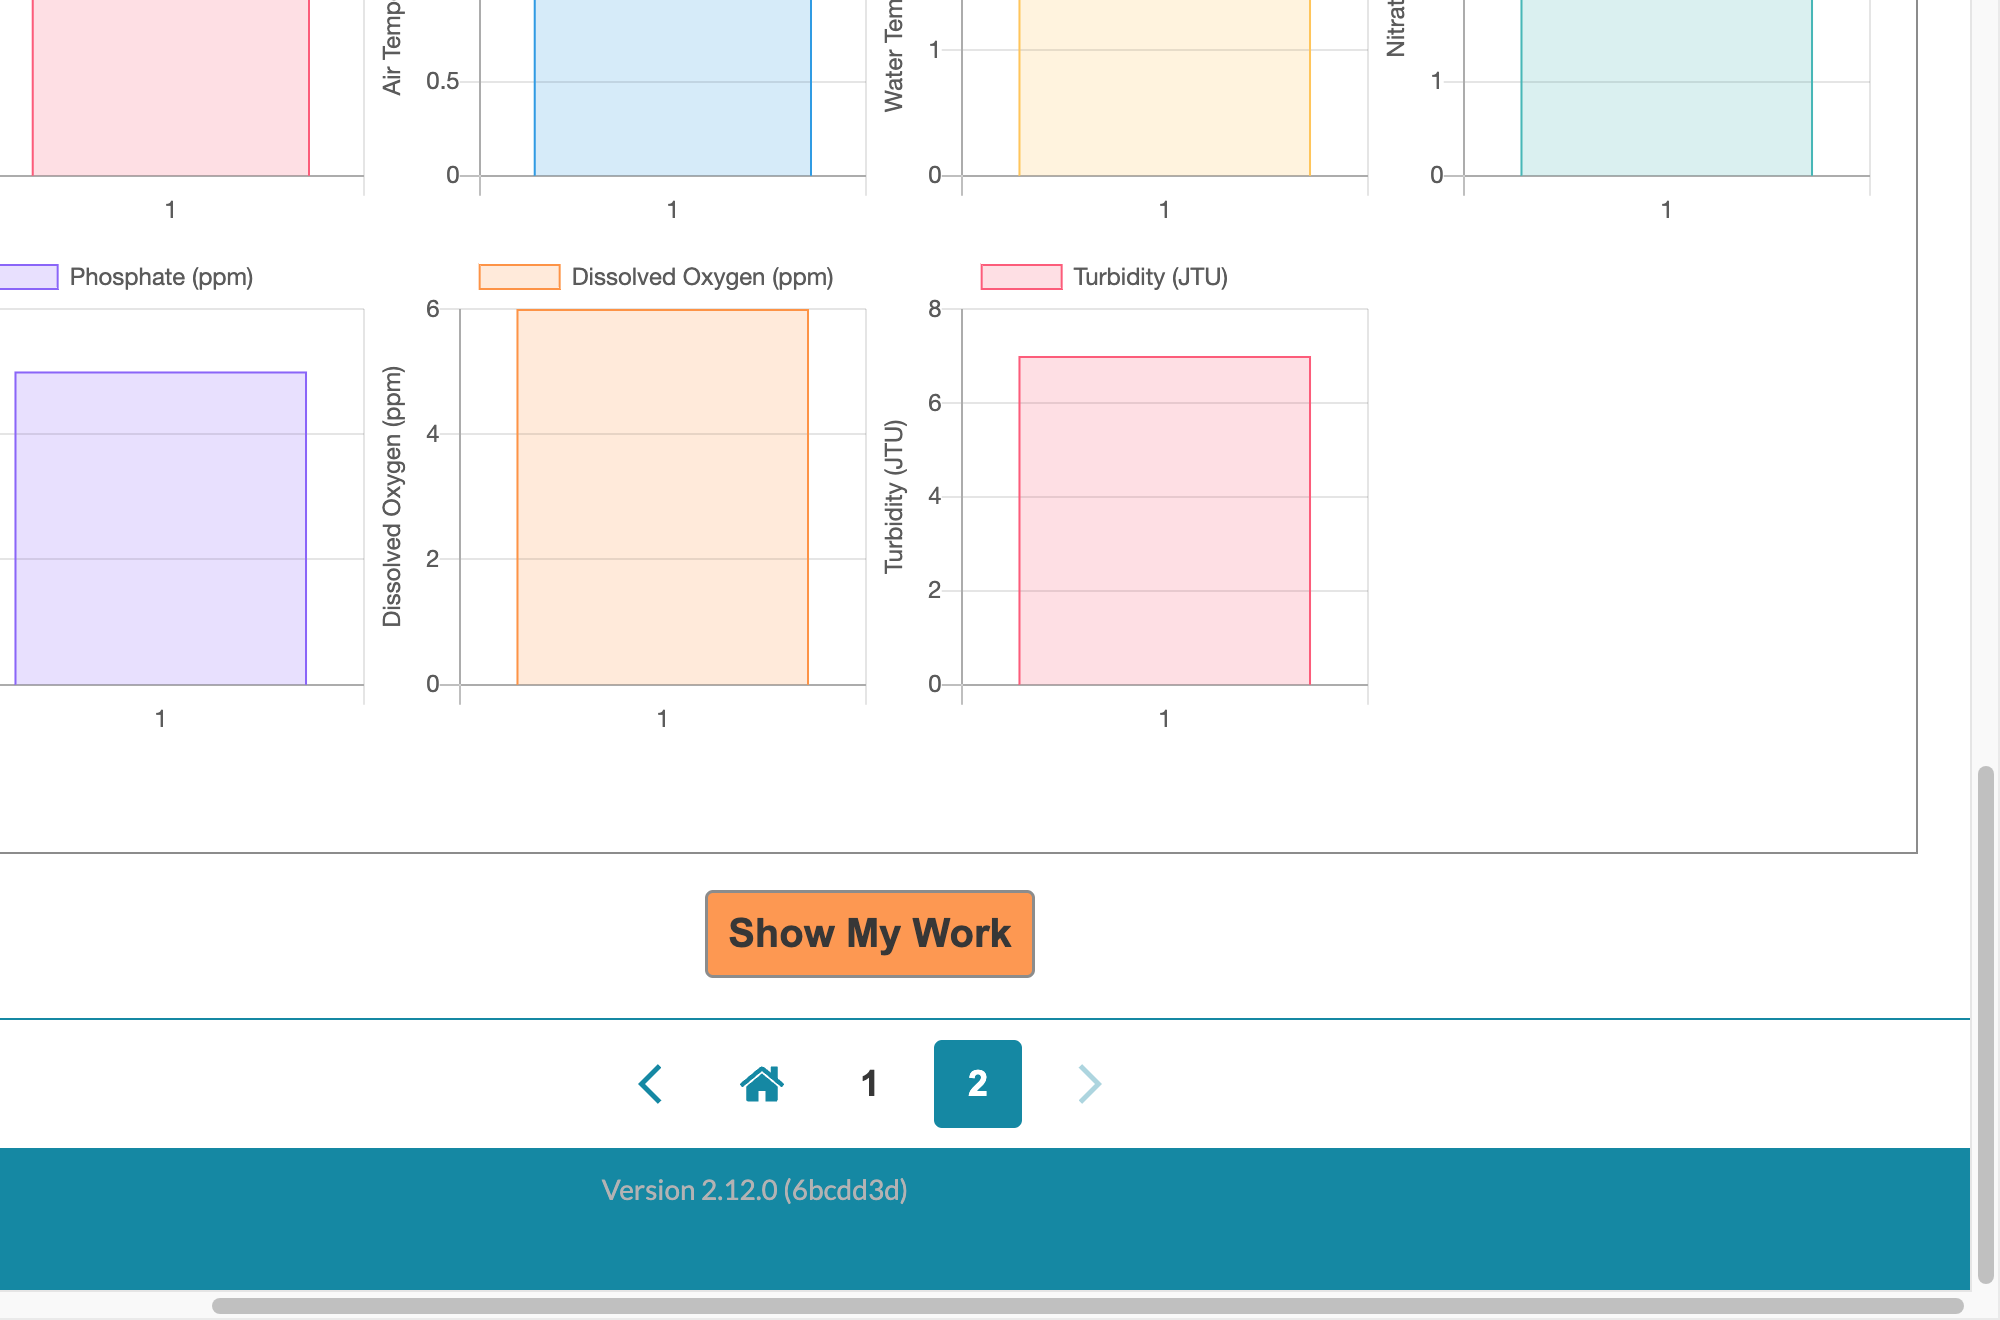 Air Temp
0.5
0
1
1
Water Tem
1
0
1
Nitrat
1
0
1
Phosphate (ppm)
1
Dissolved Oxygen (ppm)
Dissolved Oxygen (ppm)
6
4
2
0
1
Turbidity (JTU)
Turbidity (JTU)
8
6
4
2
0
1
Show My Work
1 2
Version 2.12.0 (6bcdd3d)